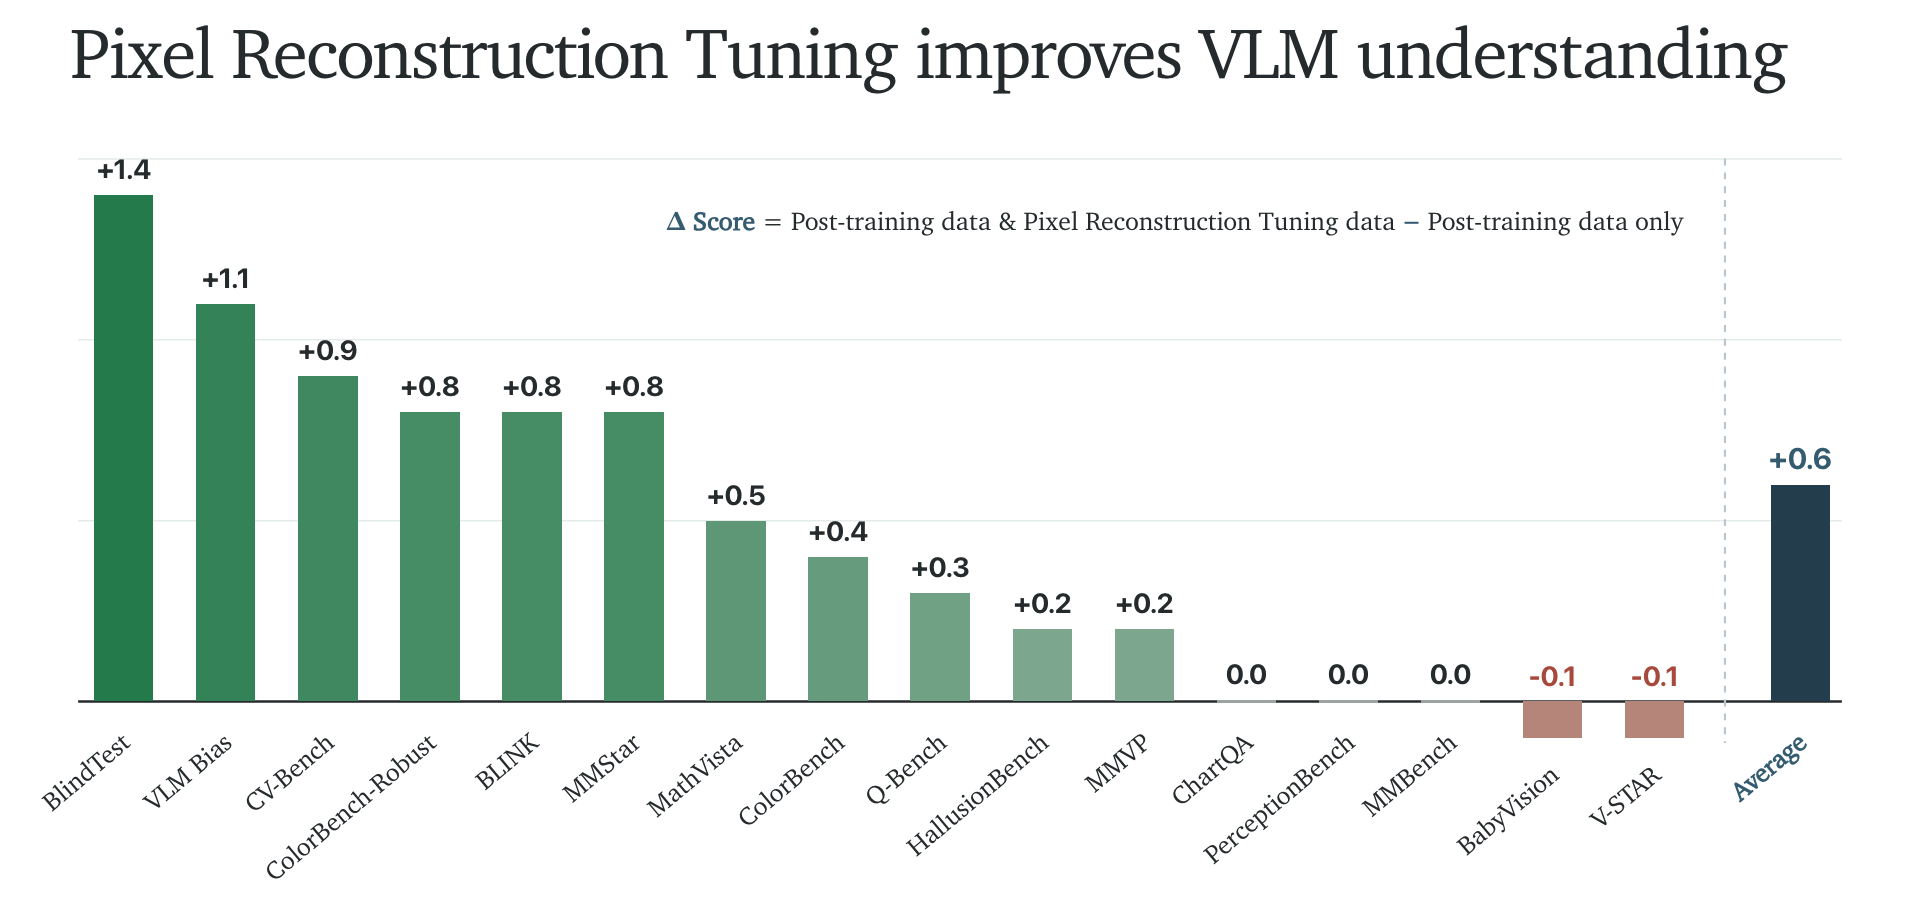 Pixel Reconstruction Tuning improves VLM understanding
Δ Score = Post-training data & Pixel Reconstruction Tuning data – Post-training data only
+1.4
+1.1
+0.9
+0.8
+0.8
+0.8
+0.5
+0.4
+0.3
+0.2
+0.2
0.0
0.0
0.0
-0.1
-0.1
+0.6
BlindTest
VLM Bias
CV-Bench
ColorBench-Robust
BLINK
MMStar
MathVista
ColorBench
Q-Bench
HallusionBench
MMVP
ChartQA
PerceptionBench
MMBench
BabyVision
V-STAR
Average